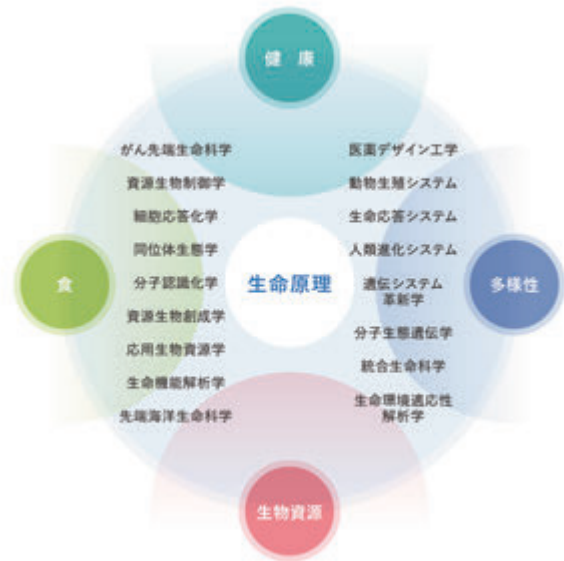 健 康
がん先端生命科学
資源生物制御学
細胞応答化学
同位体生態学
分子認識化学
資源生物創成学
応用生物資源学
生命機能解析学
先端海洋生命科学
食
生命原理
医薬デザイン工学
動物生殖システム
生命応答システム
人類進化システム
遺伝システム
革新学
分子生態遺伝学
統合生命科学
生命環境適応性
解析学
多様性
生物資源